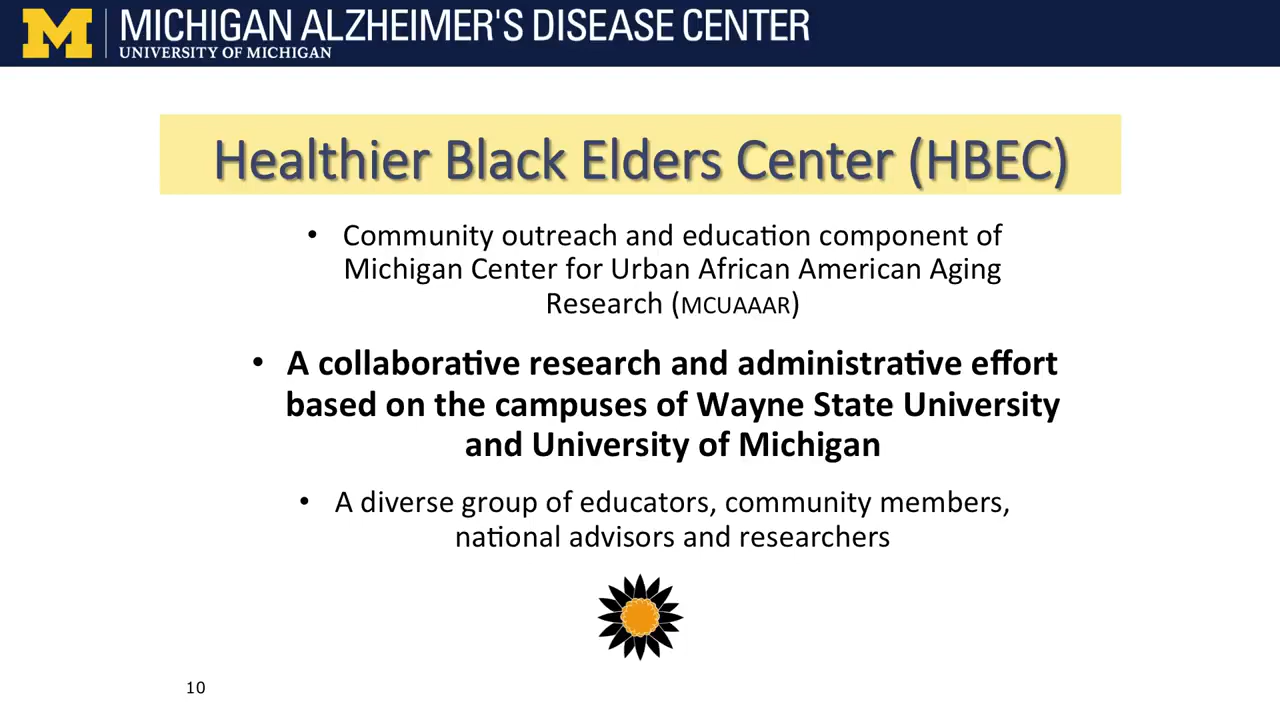 M
MICHIGAN ALZHEIMER'S DISEASE CENTER
UNIVERSITY OF MICHIGAN
Healthier Black Elders Center (HBEC)
• Community outreach and education component of
Michigan Center for Urban African American Aging
Research (MCUAAAR)
• A collaborative research and administrative effort
based on the campuses of Wayne State University
and University of Michigan
• A diverse group of educators, community members,
national advisors and researchers
10